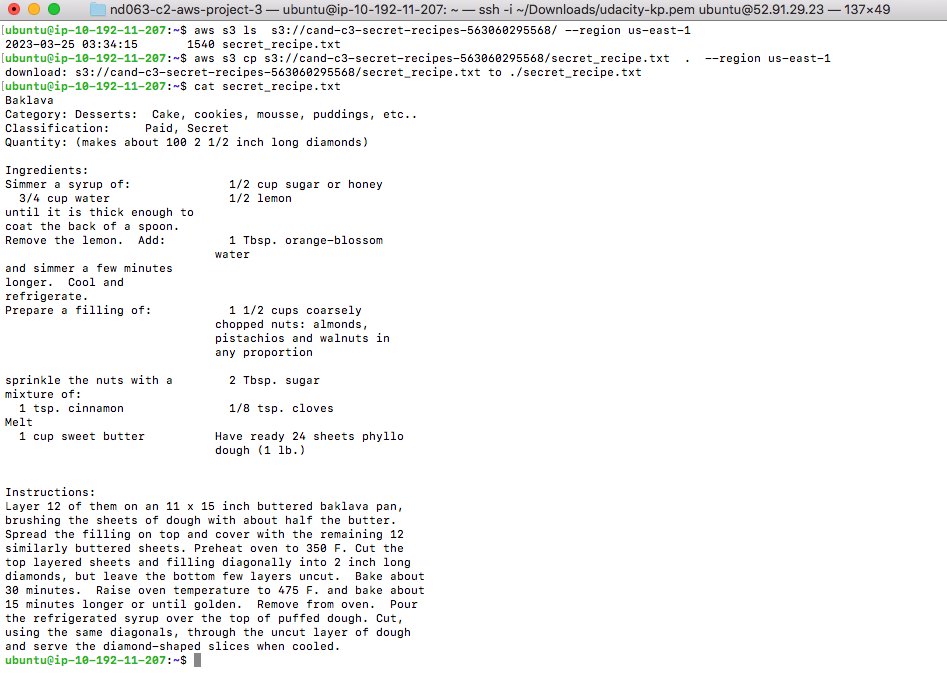 nd063-c2-aws-project-3 — ubuntu@ip-10-192-11-207: ~ — ssh -i ~/Downloads/udacity-kp.pem ubuntu@52.91.29.23 — 137×49
[ubuntu@ip-10-192-11-207:~$ aws s3 ls  s3://cand-c3-secret-recipes-563060295568/ --region us-east-1
2023-03-25 03:34:15       1540 secret_recipe.txt
[ubuntu@ip-10-192-11-207:~$ aws s3 cp s3://cand-c3-secret-recipes-563060295568/secret_recipe.txt  .  --region us-east-1
download: s3://cand-c3-secret-recipes-563060295568/secret_recipe.txt to ./secret_recipe.txt
[ubuntu@ip-10-192-11-207:~$ cat secret_recipe.txt
Baklava
Category: Desserts:  Cake, cookies, mousse, puddings, etc..
Classification:     Paid, Secret
Quantity: (makes about 100 2 1/2 inch long diamonds)

Ingredients:
Simmer a syrup of:              1/2 cup sugar or honey
  3/4 cup water                 1/2 lemon
until it is thick enough to
coat the back of a spoon.
Remove the lemon.  Add:         1 Tbsp. orange-blossom
                              water
and simmer a few minutes
longer.  Cool and
refrigerate.
Prepare a filling of:           1 1/2 cups coarsely
                              chopped nuts: almonds,
                              pistachios and walnuts in
                              any proportion

sprinkle the nuts with a        2 Tbsp. sugar
mixture of:
  1 tsp. cinnamon               1/8 tsp. cloves
Melt
  1 cup sweet butter          Have ready 24 sheets phyllo
                              dough (1 lb.)

Instructions:
Layer 12 of them on an 11 x 15 inch buttered baklava pan,
brushing the sheets of dough with about half the butter.
Spread the filling on top and cover with the remaining 12
similarly buttered sheets. Preheat oven to 350 F. Cut the
top layered sheets and filling diagonally into 2 inch long
diamonds, but leave the bottom few layers uncut.  Bake about
30 minutes.  Raise oven temperature to 475 F. and bake about
15 minutes longer or until golden.  Remove from oven.  Pour
the refrigerated syrup over the top of puffed dough. Cut,
using the same diagonals, through the uncut layer of dough
and serve the diamond-shaped slices when cooled.
ubuntu@ip-10-192-11-207:~$